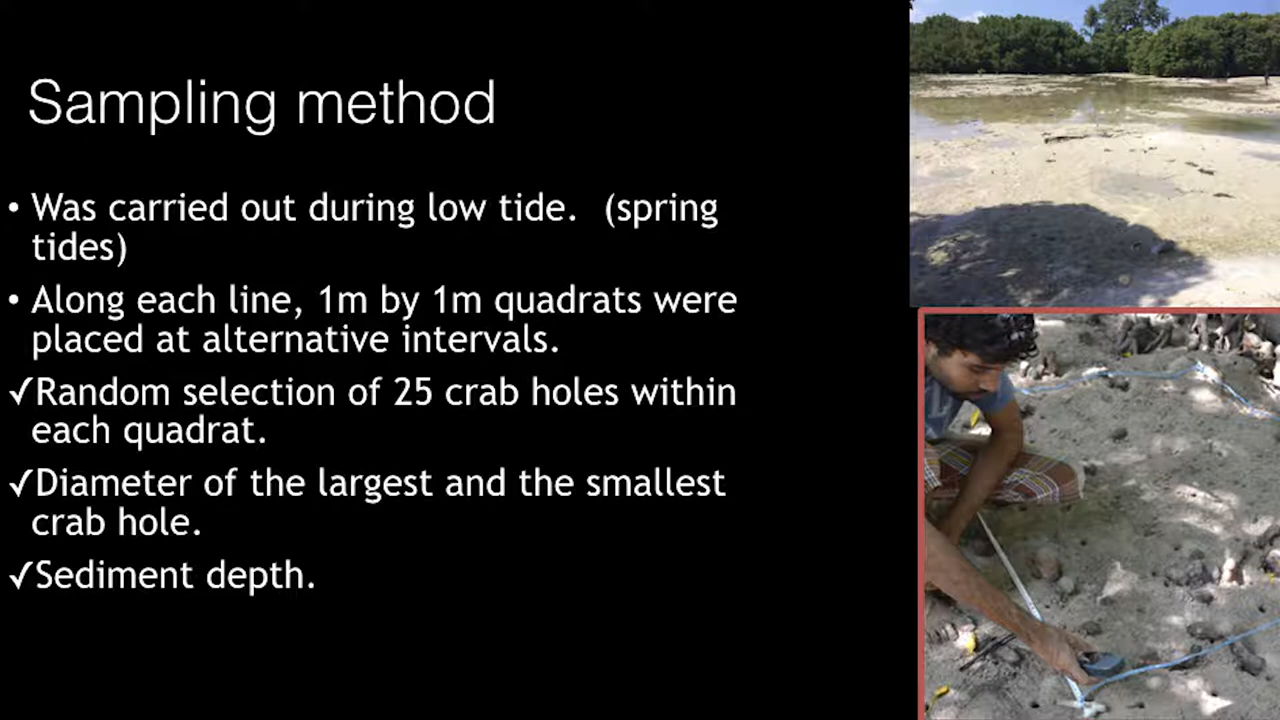 Sampling method
• Was carried out during low tide.  (spring
tides)
• Along each line, 1m by 1m quadrats were
placed at alternative intervals.
✓Random selection of 25 crab holes within
each quadrat.
✓Diameter of the largest and the smallest
crab hole.
✓Sediment depth.